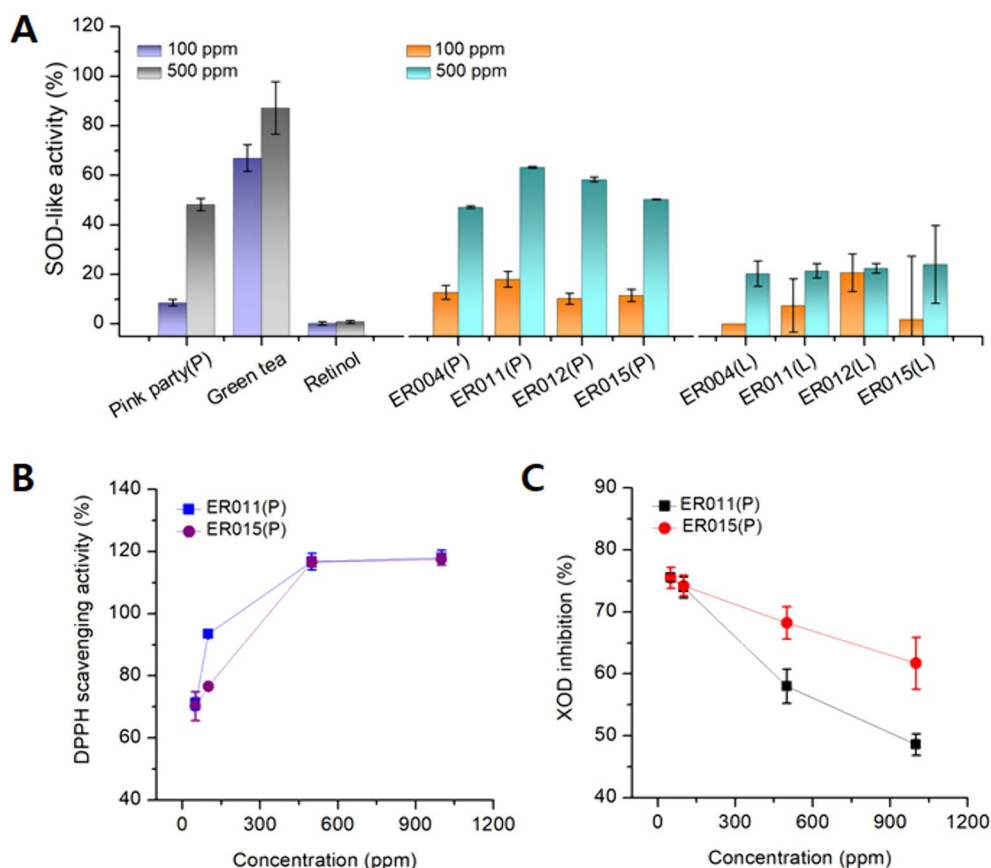 A
SOD-like activity (%)
120
100
80
60
40
20
0
100 ppm
500 ppm
100 ppm
500 ppm
Pink party(P)
Green tea
Retinol
ER004(P)
ER011(P)
ER012(P)
ER015(P)
ER004(L)
ER011(L)
ER012(L)
ER015(L)
B
DPPH scavenging activity (%)
140
120
100
80
60
40
ER011(P)
ER015(P)
0
300
600
900
1200
Concentration (ppm)
C
XOD inhibition (%)
90
80
70
60
50
40
ER011(P)
ER015(P)
0
300
600
900
1200
Concentration (ppm)